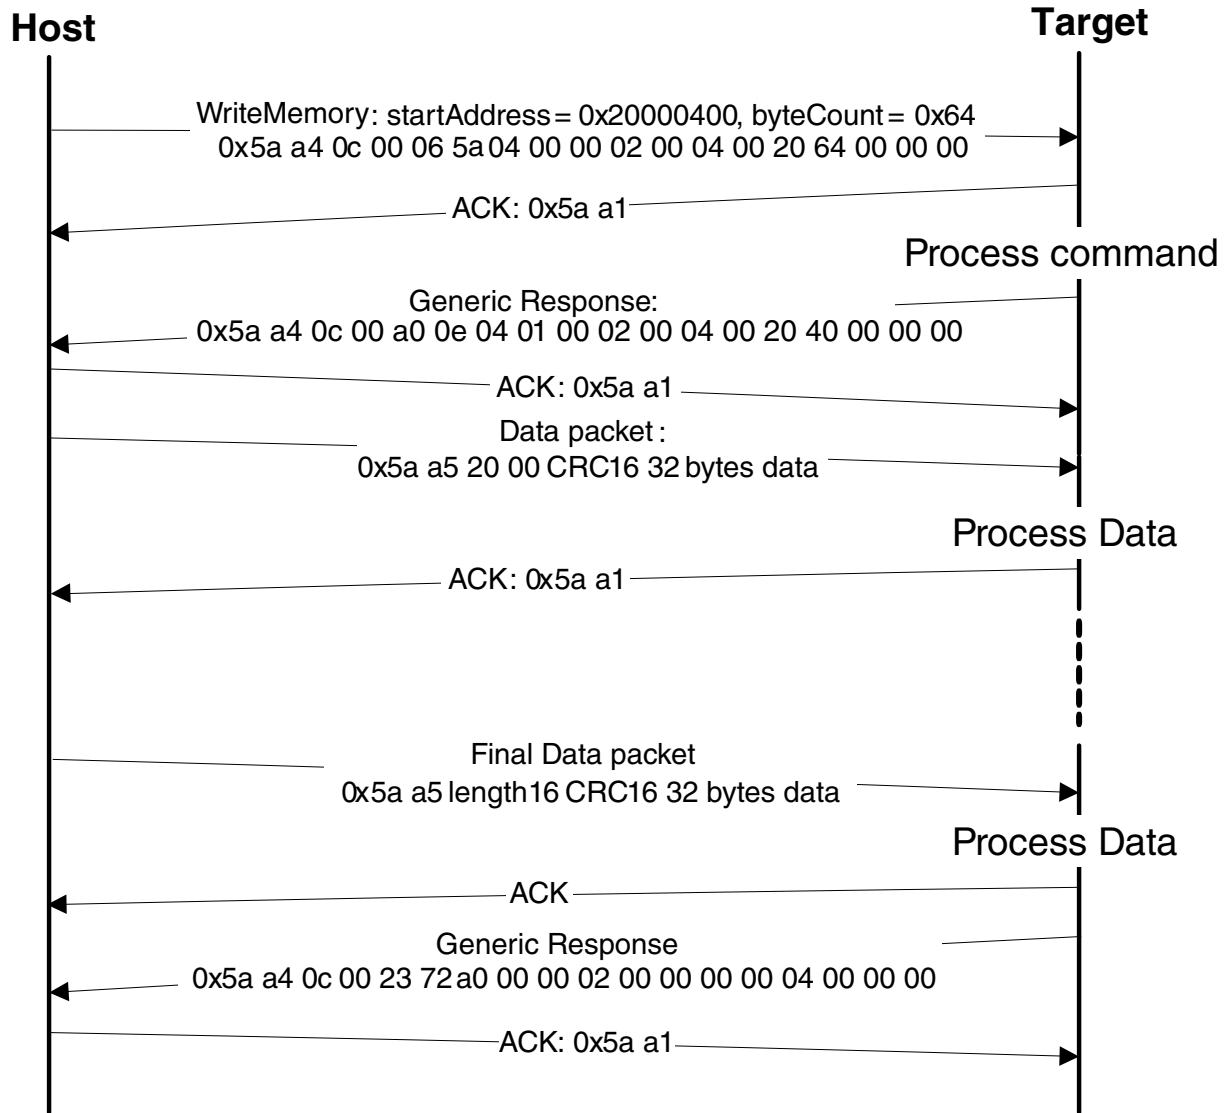 Host
Target
WriteMemory: startAddress = 0x20000400, byteCount = 0x64
0x5a a4 0c 00 06 5a 04 00 00 02 00 04 00 20 64 00 00 00
ACK: 0x5a a1
Process command
Generic Response:
0x5a a4 0c 00 a0 0e 04 01 00 02 00 04 00 20 40 00 00 00
ACK: 0x5a a1
Data packet :
0x5a a5 20 00 CRC16 32 bytes data
Process Data
ACK: 0x5a a1
Final Data packet
0x5a a5 length16 CRC16 32 bytes data
Process Data
ACK
Generic Response
0x5a a4 0c 00 23 72 a0 00 00 02 00 00 00 00 04 00 00 00
ACK: 0x5a a1